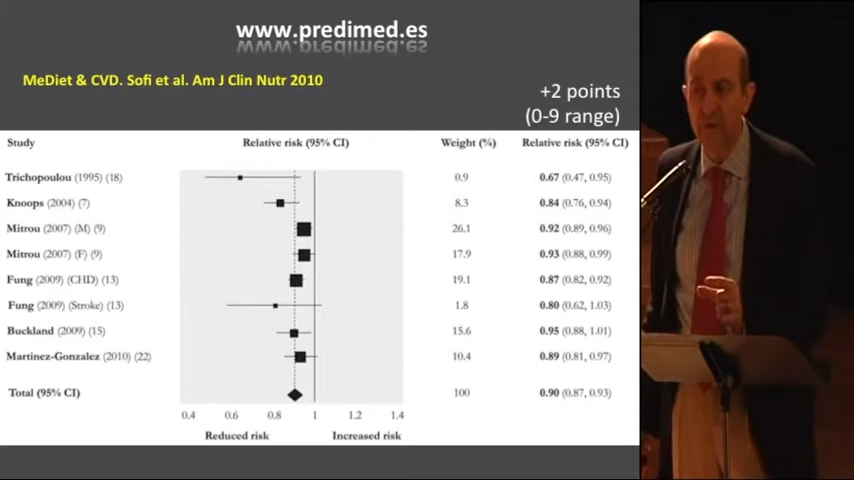 www.predimed.es
MeDiet & CVD. Sofi et al. Am J Clin Nutr 2010
+2 points
(0-9 range)
Study Relative risk (95% CI) Weight (%) Relative risk (95% CI)
Trichopoulou (1995) (18) 0.9 0.67 (0.47, 0.95)
Knoops (2004) (7) 8.3 0.84 (0.76, 0.94)
Mitrou (2007) (M) (9) 26.1 0.92 (0.89, 0.96)
Mitrou (2007) (F) (9) 17.9 0.93 (0.88, 0.99)
Fung (2009) (CHD) (13) 19.1 0.87 (0.82, 0.92)
Fung (2009) (Stroke) (13) 1.8 0.80 (0.62, 1.03)
Buckland (2009) (15) 15.6 0.95 (0.88, 1.01)
Martinez-Gonzalez (2010) (22) 10.4 0.89 (0.81, 0.97)
Total (95% CI) 100 0.90 (0.87, 0.93)
0.4 0.6 0.8 1 1.2 1.4
Reduced risk Increased risk